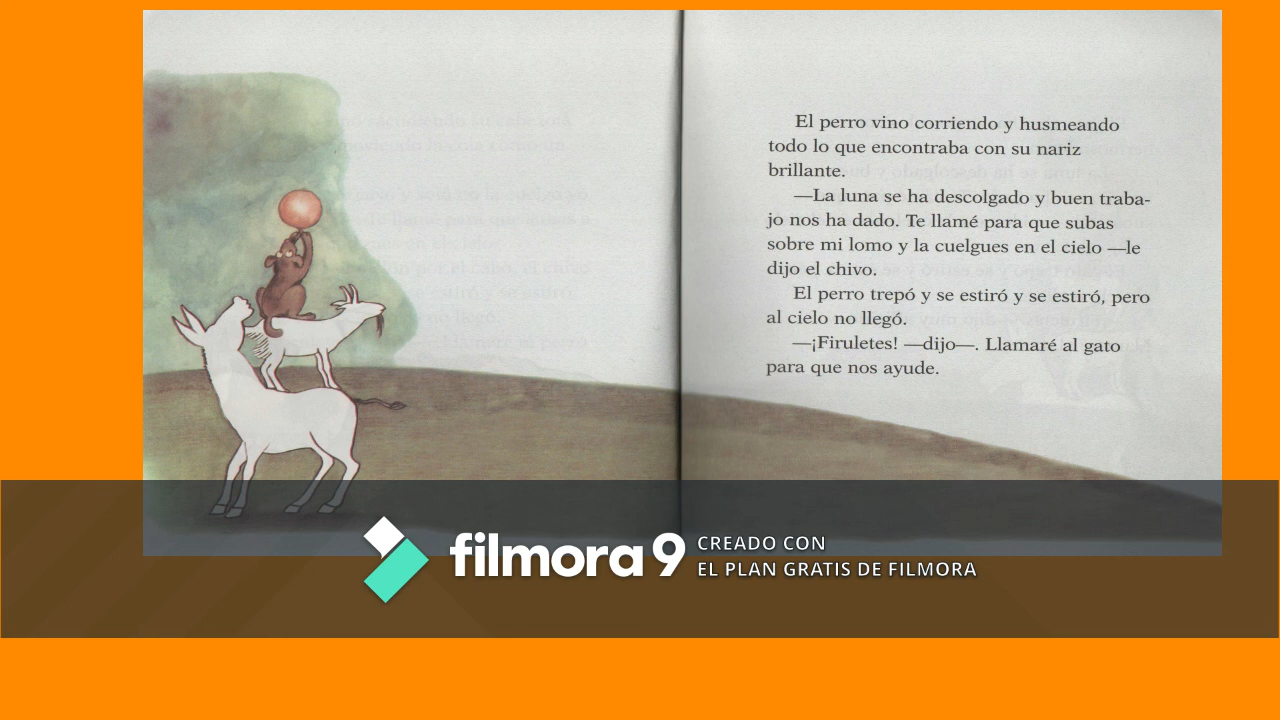 El perro vino corriendo y husmeando
todo lo que encontraba con su nariz
brillante.
—La luna se ha descolgado y buen traba-
jo nos ha dado. Te llamé para que subas
sobre mi lomo y la cuelgues en el cielo —le
dijo el chivo.
El perro trepó y se estiró y se estiró, pero
al cielo no llegó.
—¡Firuletes! —dijo—. Llamaré al gato
para que nos ayude.
filmora 9
CREADO CON
EL PLAN GRATIS DE FILMORA